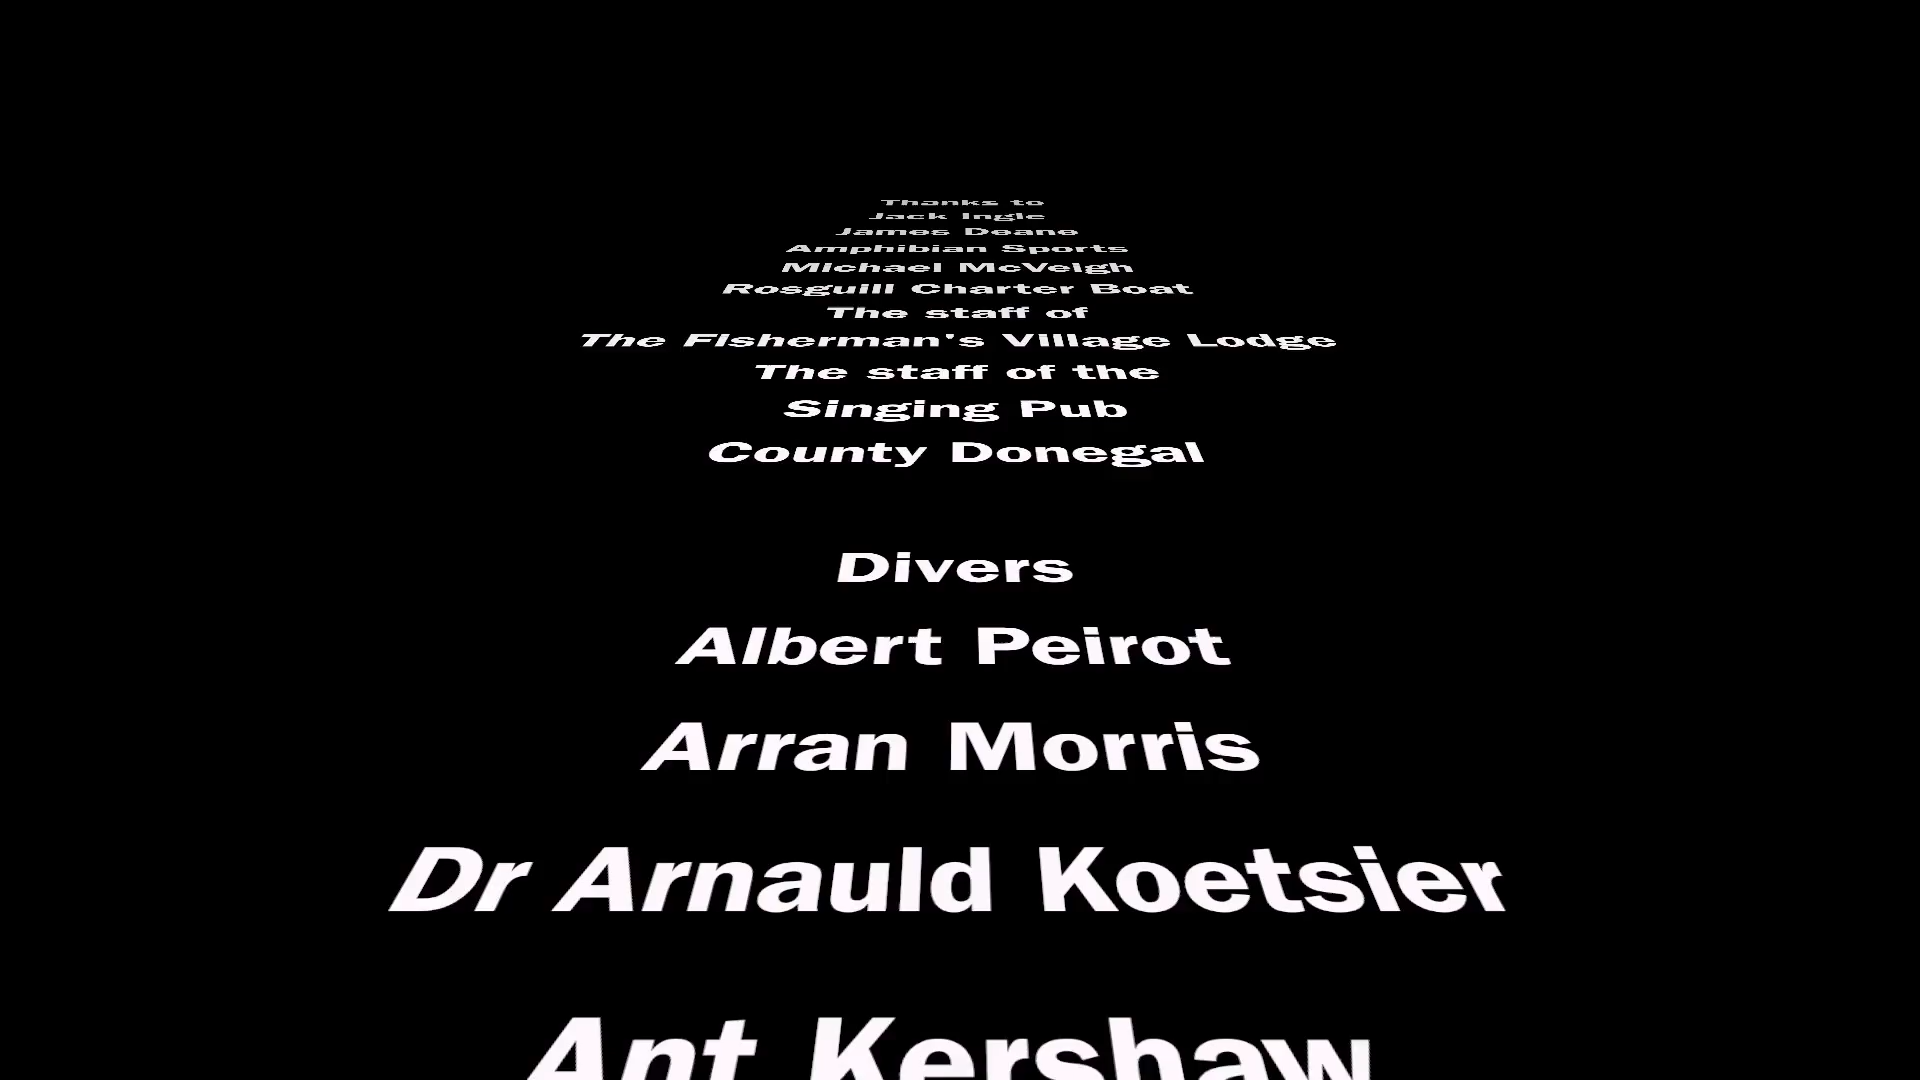 Thanks to
Jack Ingle
James Deane
Amphibian Sports
Michael McVeigh
Rosguill Charter Boat
The staff of
The Fisherman's Village Lodge
The staff of the
Singing Pub
County Donegal
Divers
Albert Peirot
Arran Morris
Dr Arnauld Koetsier
Ant Kershaw